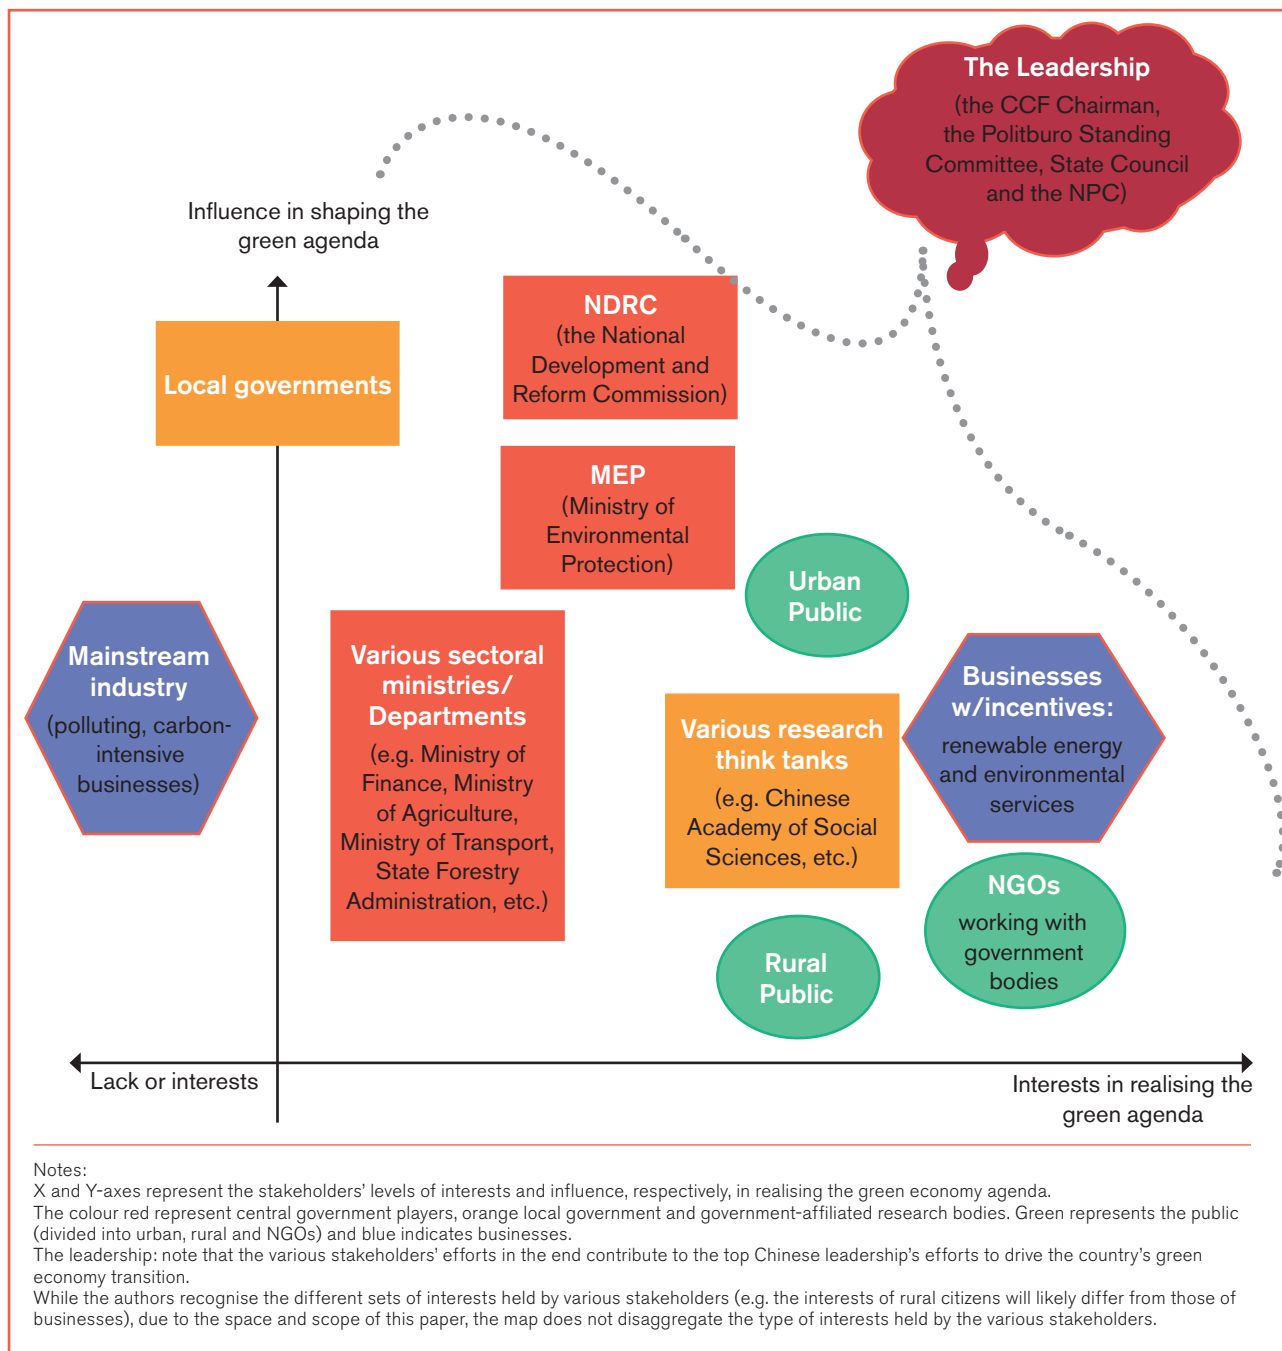 The Leadership
(the CCF Chairman,
the Politburo Standing
Committee, State Council
and the NPC)
Influence in shaping the
green agenda
NDRC
(the National
Development and
Reform Commission)
Local governments
MEP
(Ministry of
Environmental
Protection)
Urban
Public
Mainstream
industry
(polluting, carbon-
intensive
businesses)
Various sectoral
ministries/
Departments
(e.g. Ministry of
Finance, Ministry
of Agriculture,
Ministry of Transport,
State Forestry
Administration, etc.)
Various research
think tanks
(e.g. Chinese
Academy of Social
Sciences, etc.)
Businesses
w/incentives:
renewable energy
and environmental
services
NGOs
working with
government
bodies
Rural
Public
Lack or interests
Interests in realising the
green agenda
Notes:
X and Y-axes represent the stakeholders' levels of interests and influence, respectively, in realising the green economy agenda.
The colour red represent central government players, orange local government and government-affiliated research bodies. Green represents the public
(divided into urban, rural and NGOs) and blue indicates businesses.
The leadership: note that the various stakeholders' efforts in the end contribute to the top Chinese leadership's efforts to drive the country's green
economy transition.
While the authors recognise the different sets of interests held by various stakeholders (e.g. the interests of rural citizens will likely differ from those of
businesses), due to the space and scope of this paper, the map does not disaggregate the type of interests held by the various stakeholders.